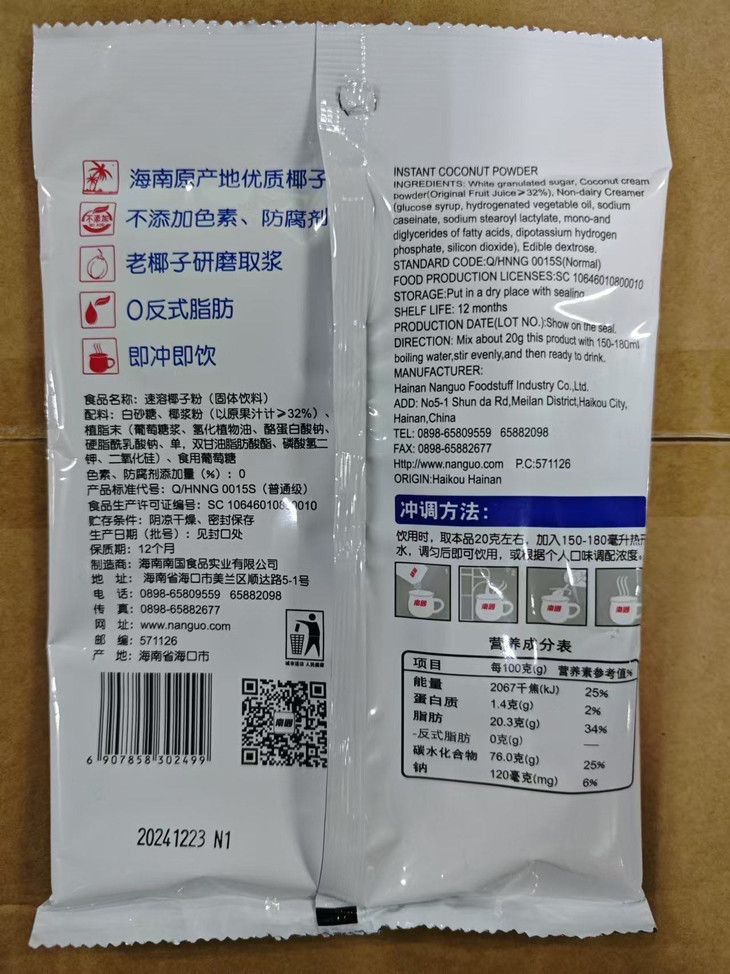 海南原产地优质椰子
不添加
不添加色素、防腐剂
老椰子研磨取浆
0反式脂肪
即冲即饮
食品名称：速溶椰子粉（固体饮料）
配料：白砂糖、椰浆粉（以原果汁计≥32%）、
植脂末（葡萄糖浆、氢化植物油、酪蛋白酸钠、
硬脂酰乳酸钠、单，双甘油脂肪酸酯、磷酸氢二
钾、二氧化硅）、食用葡萄糖
色素、防腐剂添加量（%）：0
产品标准代号：Q/HNNG 0015S（普通级）
食品生产许可证编号：SC 10646010 0010
贮存条件：阴凉干燥、密封保存
生产日期（批号）：见封口处
保质期：12个月
制造商：海南南国食品实业有限公司
地 址：海南省海口市美兰区顺达路5-1号
电 话：0898-65809559 65882098
传 真：0898-65882677
网 址：www.nanguo.com
邮 编：571126
产 地：海南省海口市
6 907858 302499
南国
20241223 N1
INSTANT COCONUT POWDER
INGREDIENTS: White granulated sugar, Coconut cream
powder(Original Fruit Juice≥32%), Non-dairy Creamer
(glucose syrup, hydrogenated vegetable oil, sodium
caseinate, sodium stearoyl lactylate, mono-and
diglycerides of fatty acids, dipotassium hydrogen
phosphate, silicon dioxide), Edible dextrose.
STANDARD CODE:Q/HNNG 0015S(Normal)
FOOD PRODUCTION LICENSES:SC 10646010800010
STORAGE:Put in a dry place with sealing
SHELF LIFE: 12 months
PRODUCTION DATE(LOT NO.):Show on the seal.
DIRECTION: Mix about 20g this product with 150-180ml
boiling water,stir evenly,and then ready to drink.
MANUFACTURER:
Hainan Nanguo Foodstuff Industry Co.,Ltd.
ADD: No5-1 Shun da Rd,Meilan District,Haikou City,
Hainan,China
TEL: 0898-65809559 65882098
FAX: 0898-65882677
Http://www.nanguo.com P.C:571126
ORIGIN:Haikou Hainan
冲调方法：
饮用时，取本品20克左右，加入150-180毫升热开
水，调匀后即可饮用，或根据个人口味调配浓度。
南国 南国 南国 南国
营养成分表
项目 每100克(g) 营养素参考值%
能量 2067千焦(kJ) 25%
蛋白质 1.4克(g) 2%
脂肪 20.3克(g) 34%
-反式脂肪 0克(g) —
碳水化合物 76.0克(g) 25%
钠 120毫克(mg) 6%